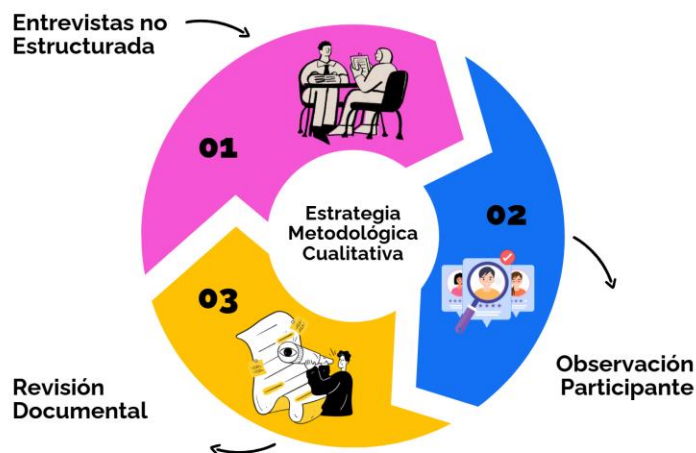 Entrevistas no
Estructurada
01
02
Estrategia
Metodológica
Cualitativa
03
Observación
Participante
Revisión
Documental